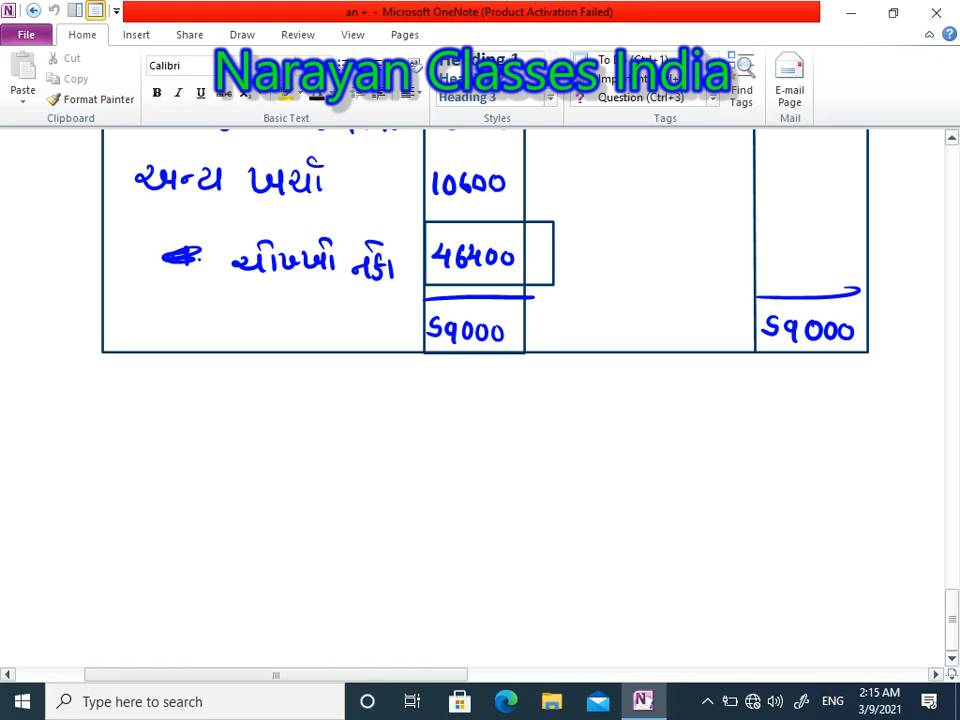 an + - Microsoft OneNote (Product Activation Failed)
File Home Insert Share Draw Review View Pages
Narayan Classes India
Paste
Cut
Copy
Format Painter
Clipboard
Calibri
B I U
Basic Text
Heading 1
Heading 3
Styles
Question (Ctrl+3)
Tags
Find Tags
E-mail Page
Mail
અન્ય ખર્ચા 10600
ચોખ્ખો નફો 46400
59000 59000
Type here to search
ENG
2:15 AM
3/9/2021